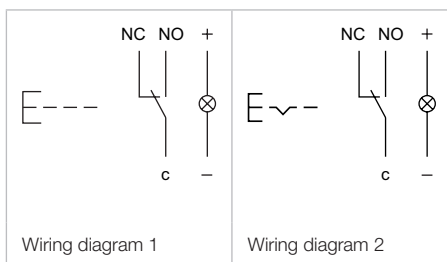 NC NO +
c –
Wiring diagram 1
NC NO +
c –
Wiring diagram 2